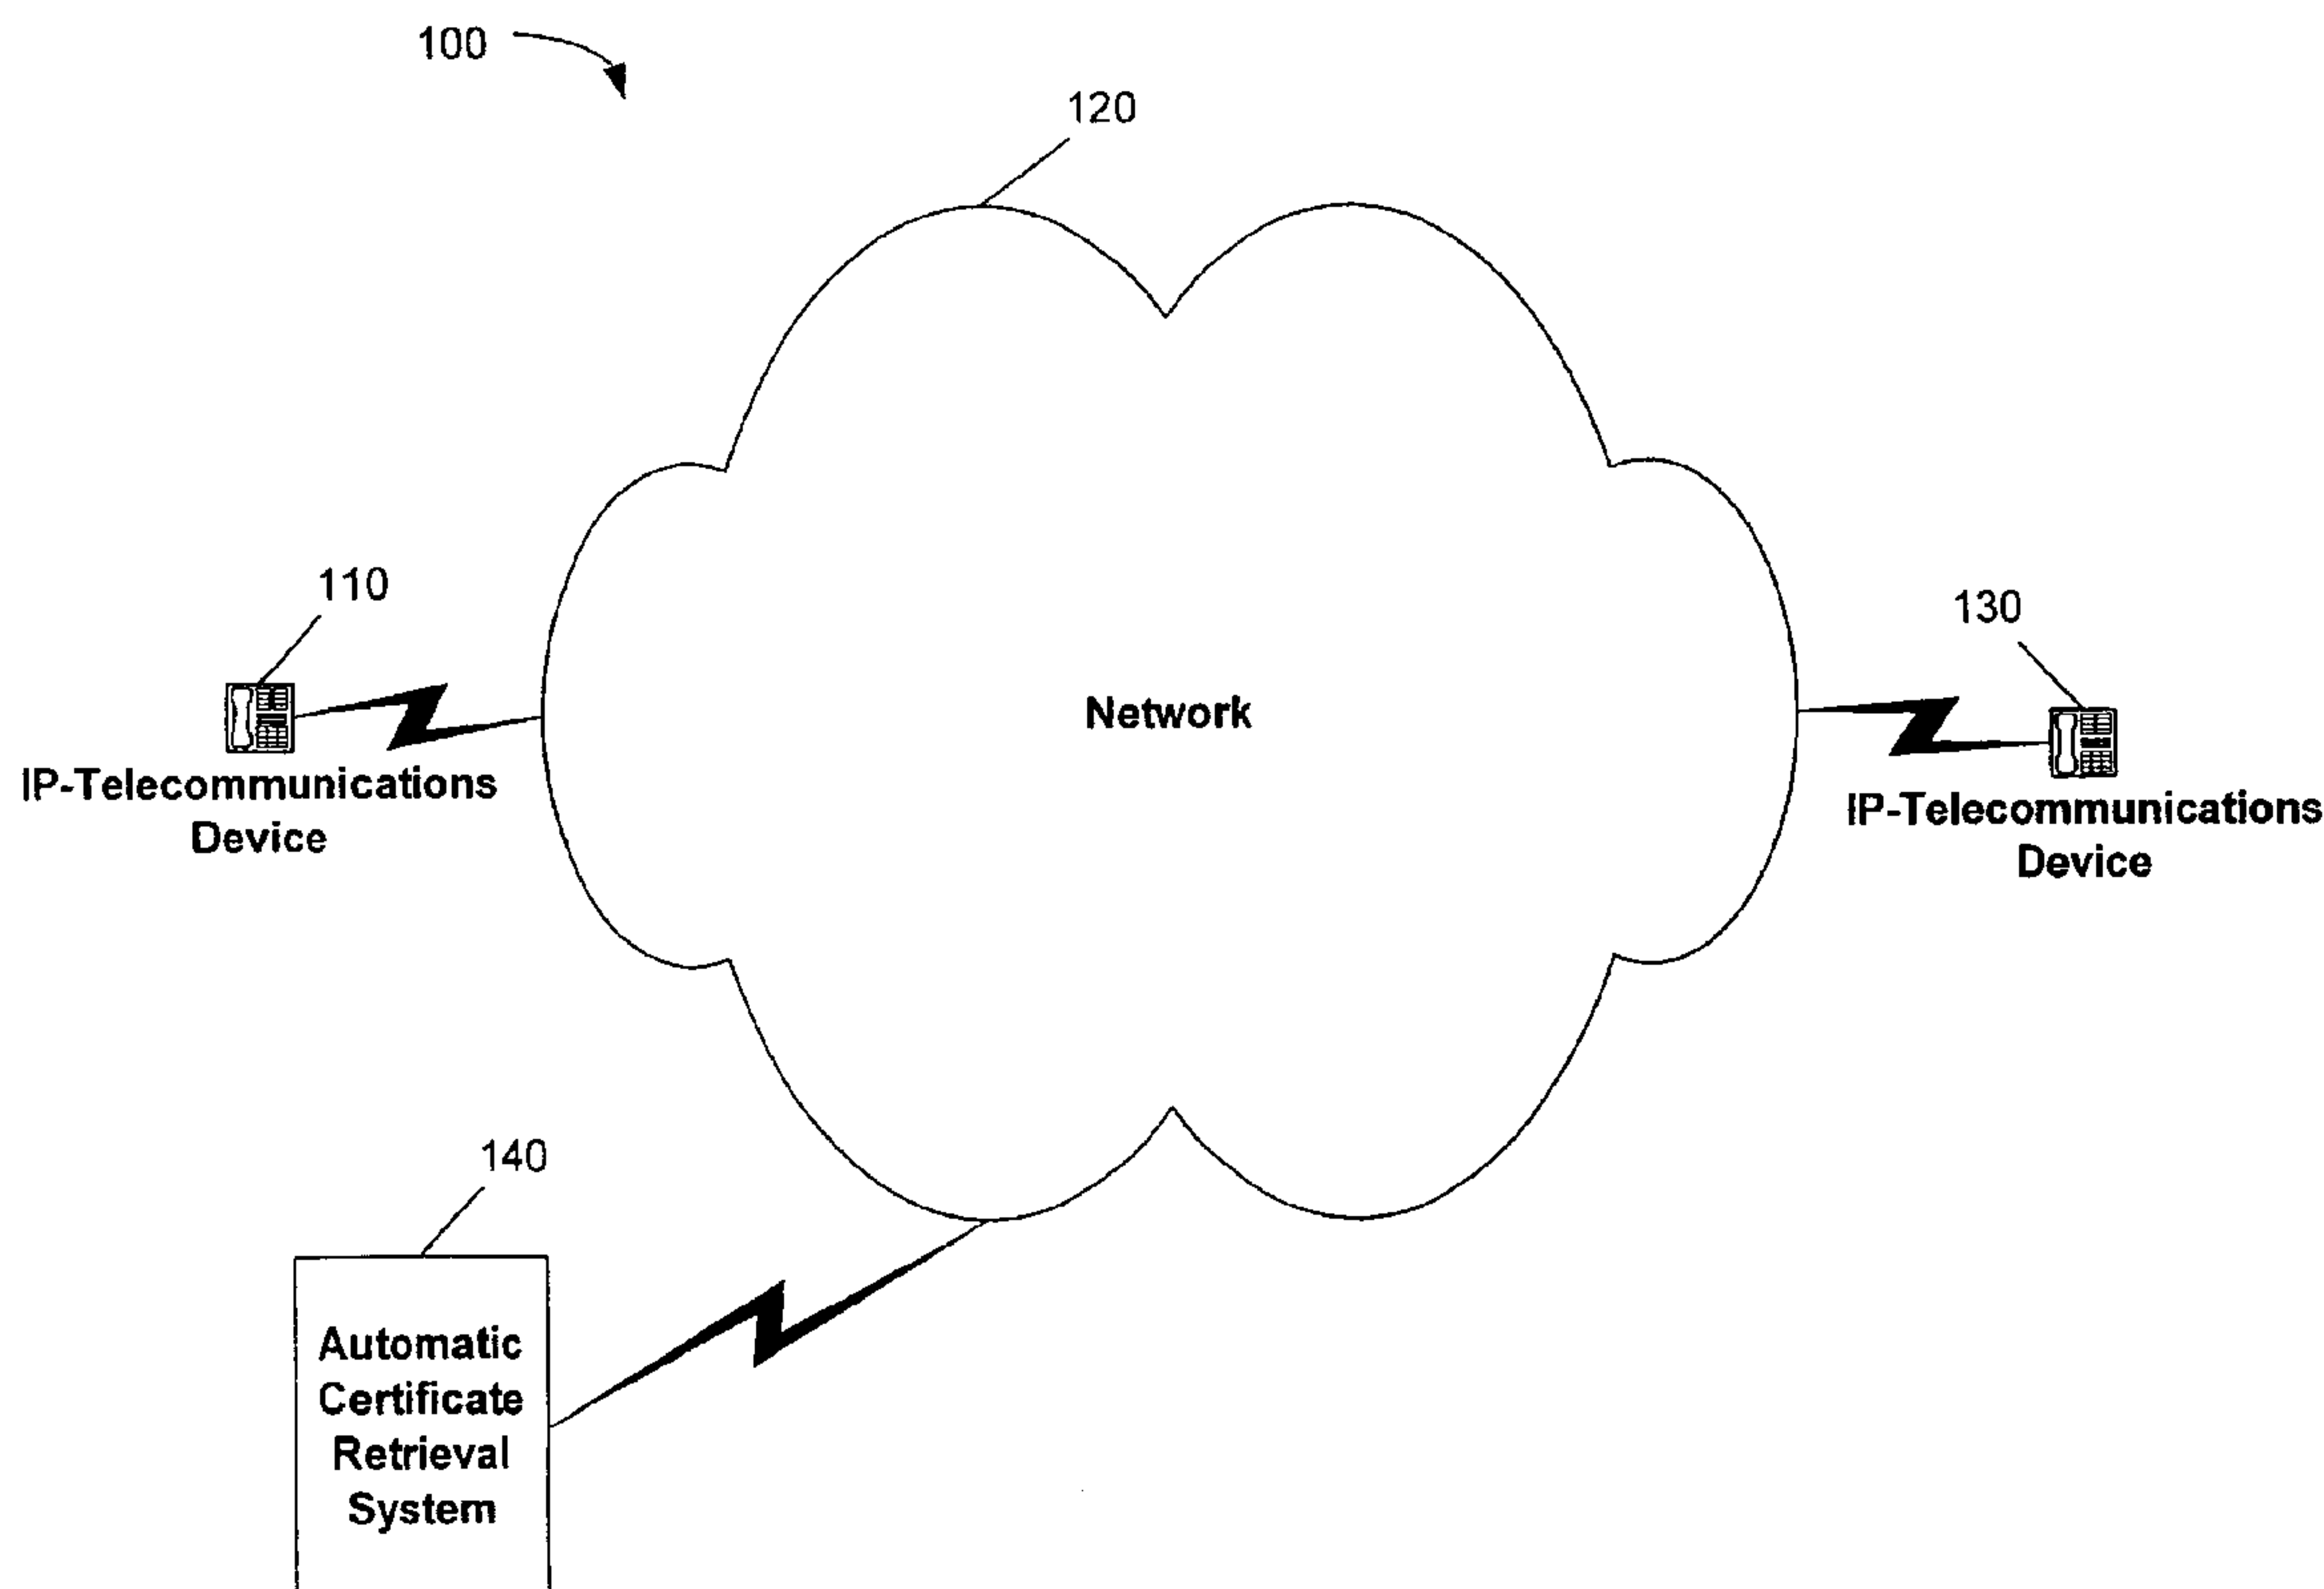 100
120
110
130
Network
IP-Telecommunications
Device
IP-Telecommunications
Device
140
Automatic
Certificate
Retrieval
System